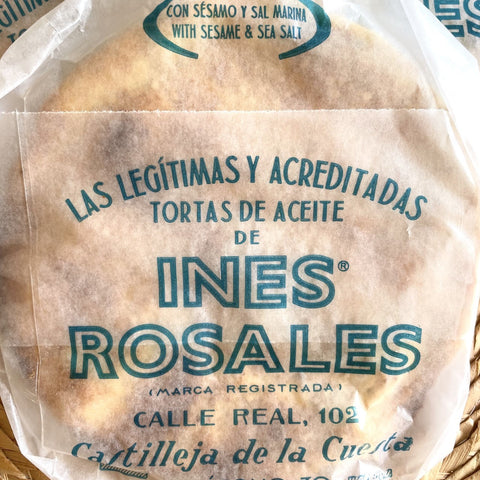 CON SÉSAMO Y SAL MARINA
WITH SESAME & SEA SALT
LAS LEGÍTIMAS Y ACREDITADAS
TORTAS DE ACEITE
DE
INES®
ROSALES
(MARCA REGISTRADA)
CALLE REAL, 102
Castilleja de la Cuesta